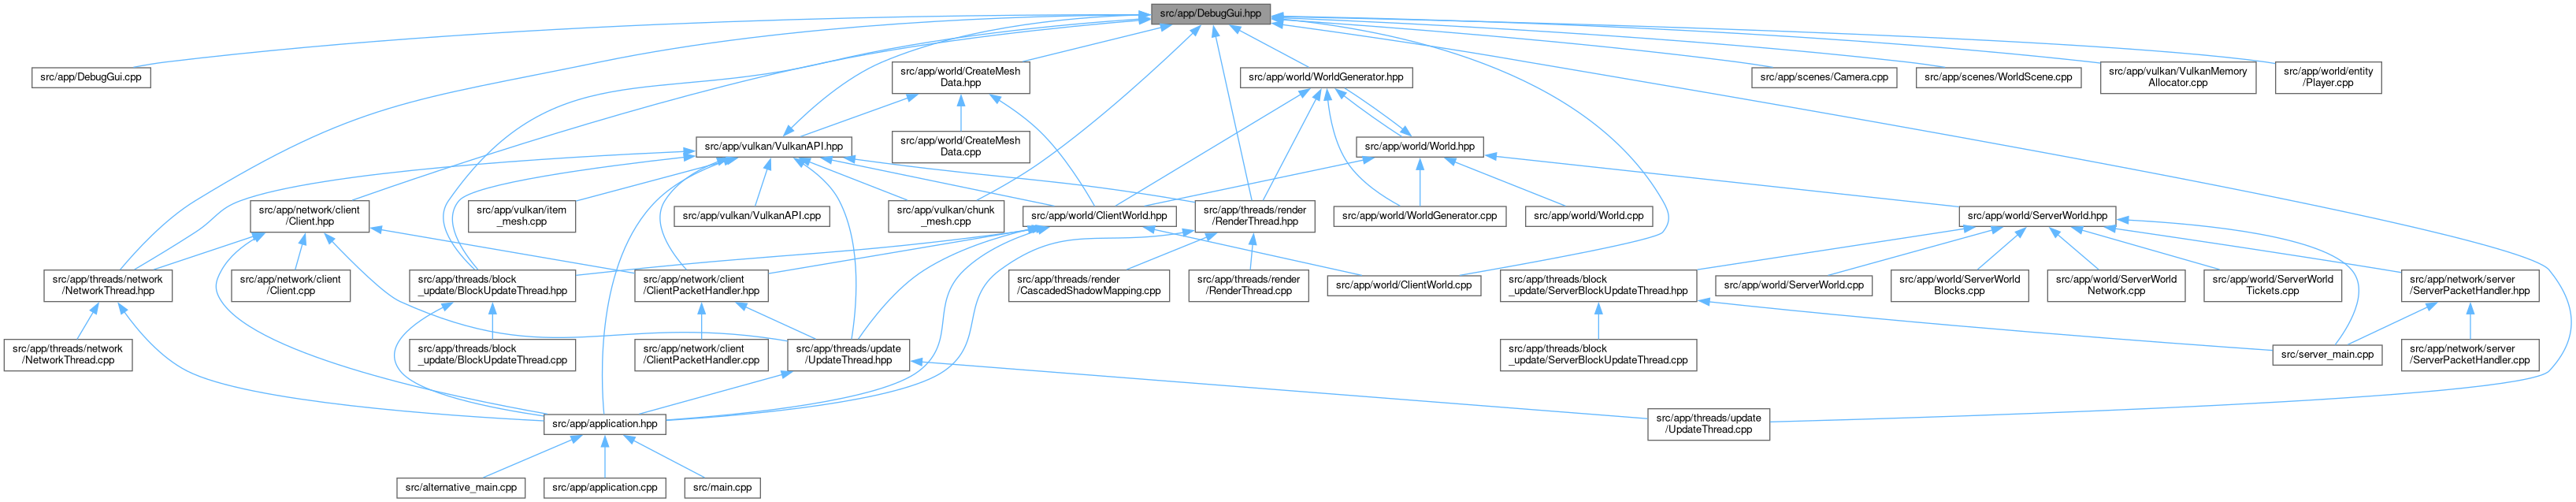 src/app/DebugGui.hpp
src/app/DebugGui.cpp
src/app/world/CreateMesh
Data.hpp
src/app/world/WorldGenerator.hpp
src/app/scenes/Camera.cpp
src/app/scenes/WorldScene.cpp
src/app/vulkan/VulkanMemory
Allocator.cpp
src/app/world/entity
/Player.cpp
src/app/vulkan/VulkanAPI.hpp
src/app/world/CreateMesh
Data.cpp
src/app/world/World.hpp
src/app/network/client
/Client.hpp
src/app/vulkan/item
_mesh.cpp
src/app/vulkan/VulkanAPI.cpp
src/app/vulkan/chunk
_mesh.cpp
src/app/world/ClientWorld.hpp
src/app/threads/render
/RenderThread.hpp
src/app/world/WorldGenerator.cpp
src/app/world/World.cpp
src/app/world/ServerWorld.hpp
src/app/threads/network
/NetworkThread.hpp
src/app/network/client
/Client.cpp
src/app/threads/block
_update/BlockUpdateThread.hpp
src/app/network/client
/ClientPacketHandler.hpp
src/app/threads/render
/CascadedShadowMapping.cpp
src/app/threads/render
/RenderThread.cpp
src/app/world/ClientWorld.cpp
src/app/threads/block
_update/ServerBlockUpdateThread.hpp
src/app/world/ServerWorld.cpp
src/app/world/ServerWorld
Blocks.cpp
src/app/world/ServerWorld
Network.cpp
src/app/world/ServerWorld
Tickets.cpp
src/app/network/server
/ServerPacketHandler.hpp
src/app/threads/network
/NetworkThread.cpp
src/app/threads/block
_update/BlockUpdateThread.cpp
src/app/network/client
/ClientPacketHandler.cpp
src/app/threads/update
/UpdateThread.hpp
src/app/threads/block
_update/ServerBlockUpdateThread.cpp
src/server_main.cpp
src/app/network/server
/ServerPacketHandler.cpp
src/app/application.hpp
src/app/threads/update
/UpdateThread.cpp
src/alternative_main.cpp
src/app/application.cpp
src/main.cpp